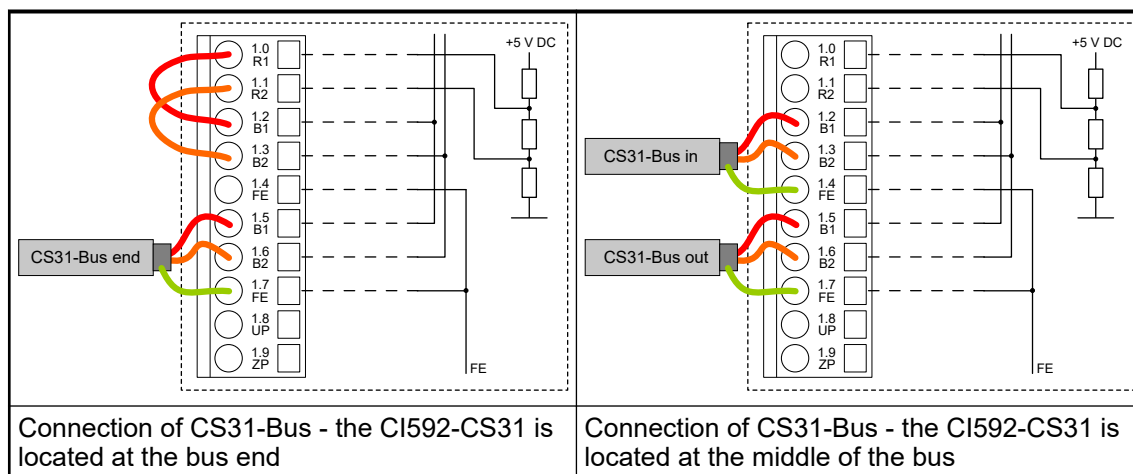 +5 V DC
1.0
R1
1.1
R2
1.2
B1
1.3
B2
1.4
FE
1.5
B1
CS31-Bus end
1.6
B2
1.7
FE
1.8
UP
1.9
ZP
FE
Connection of CS31-Bus - the CI592-CS31 is
located at the bus end
+5 V DC
1.0
R1
1.1
R2
1.2
B1
CS31-Bus in
1.3
B2
1.4
FE
1.5
B1
CS31-Bus out
1.6
B2
1.7
FE
1.8
UP
1.9
ZP
FE
Connection of CS31-Bus - the CI592-CS31 is
located at the middle of the bus